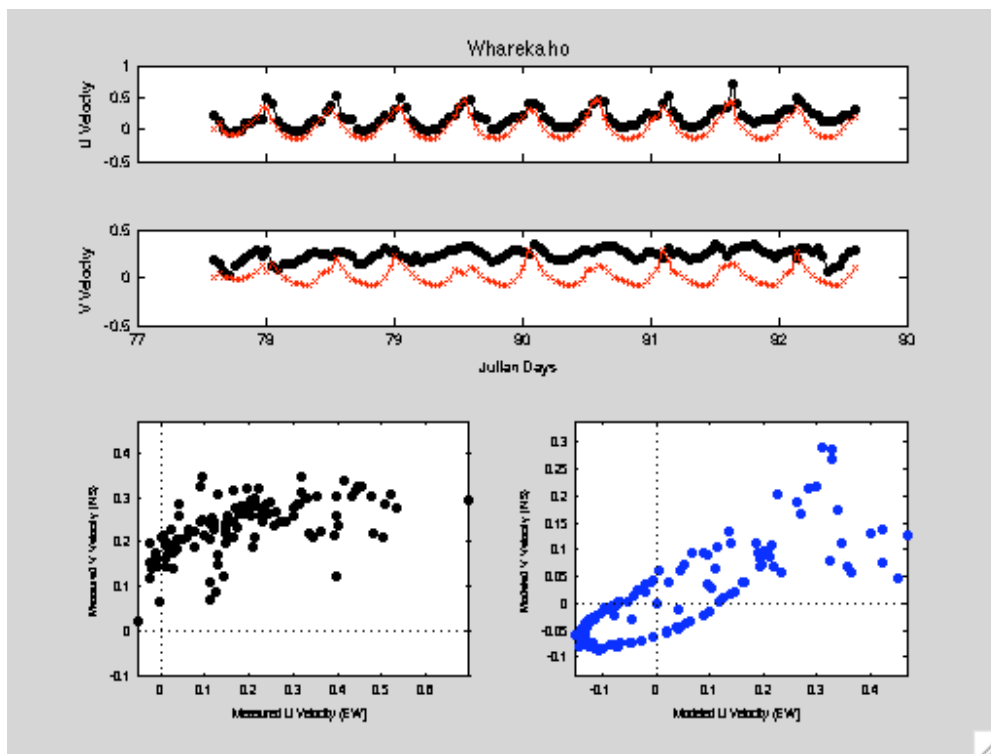 Wharekaho
U Velocity
1
0.5
0
-0.5
V Velocity
0.5
0
-0.5
77 78 79 90 91 92 93
Julian Days
Measured V Velocity (NS)
0.4
0.3
0.2
0.1
0
-0.1
0 0.1 0.2 0.3 0.4 0.5 0.6
Measured U Velocity (EW)
Modeled V Velocity (NS)
0.3
0.25
0.2
0.15
0.1
0.05
0
-0.05
-0.1
-0.1 0 0.1 0.2 0.3 0.4
Modeled U Velocity (EW)